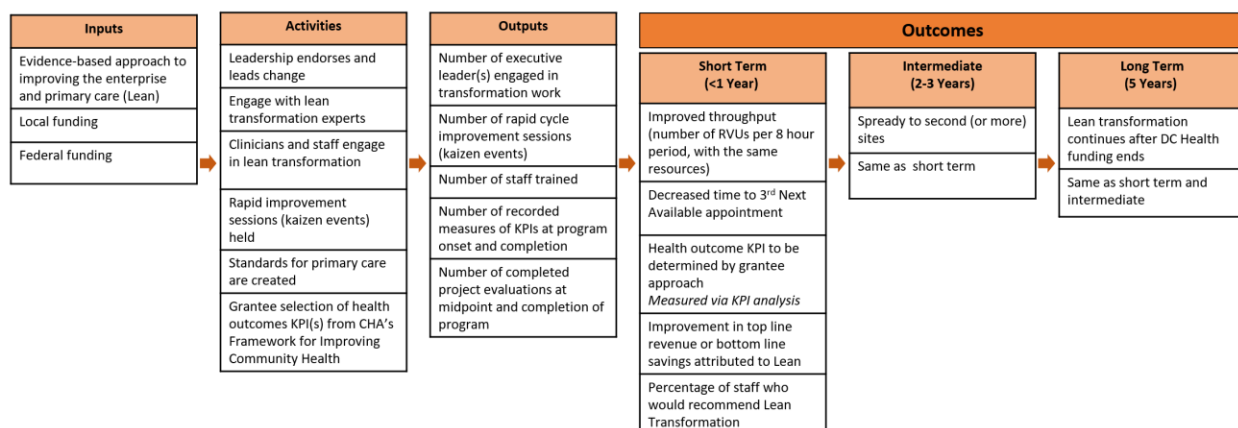 Inputs
Evidence-based approach to
improving the enterprise
and primary care (Lean)
Local funding
Federal funding
Activities
Leadership endorses and
leads change
Engage with lean
transformation experts
Clinicians and staff engage
in lean transformation
Rapid improvement
sessions (kaizen events)
held
Standards for primary care
are created
Grantee selection of health
outcomes KPI(s) from CHA's
Framework for Improving
Community Health
Outputs
Number of executive
leader(s) engaged in
transformation work
Number of rapid cycle
improvement sessions
(kaizen events)
Number of staff trained
Number of recorded
measures of KPIs at program
onset and completion
Number of completed
project evaluations at
midpoint and completion of
program
Outcomes
Short Term
(<1 Year)
Improved throughput
(number of RVUs per 8 hour
period, with the same
resources)
Decreased time to 3rd Next
Available appointment
Health outcome KPI to be
determined by grantee
approach
Measured via KPI analysis
Improvement in top line
revenue or bottom line
savings attributed to Lean
Percentage of staff who
would recommend Lean
Transformation
Intermediate
(2-3 Years)
Spready to second (or more)
sites
Same as short term
Long Term
(5 Years)
Lean transformation
continues after DC Health
funding ends
Same as short term and
intermediate